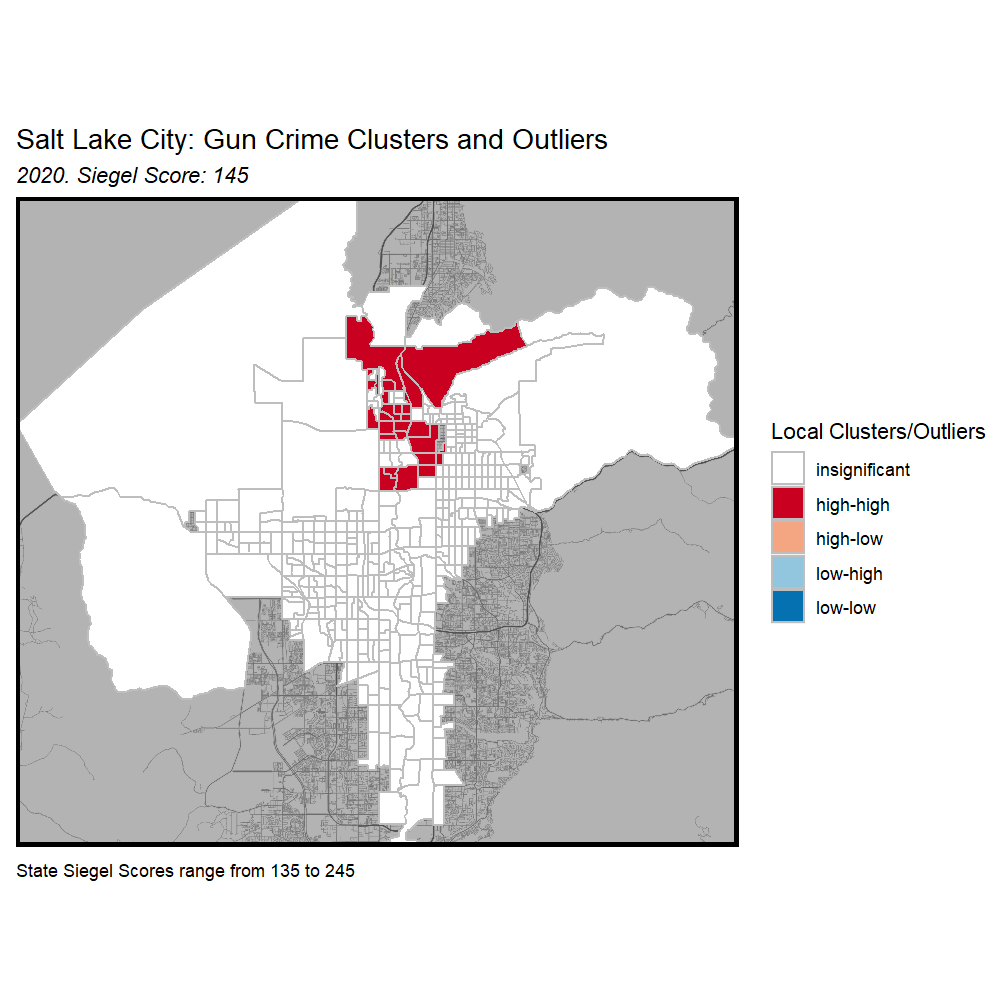 Salt Lake City: Gun Crime Clusters and Outliers
2020. Siegel Score: 145
Local Clusters/Outliers
insignificant
high-high
high-low
low-high
low-low
State Siegel Scores range from 135 to 245